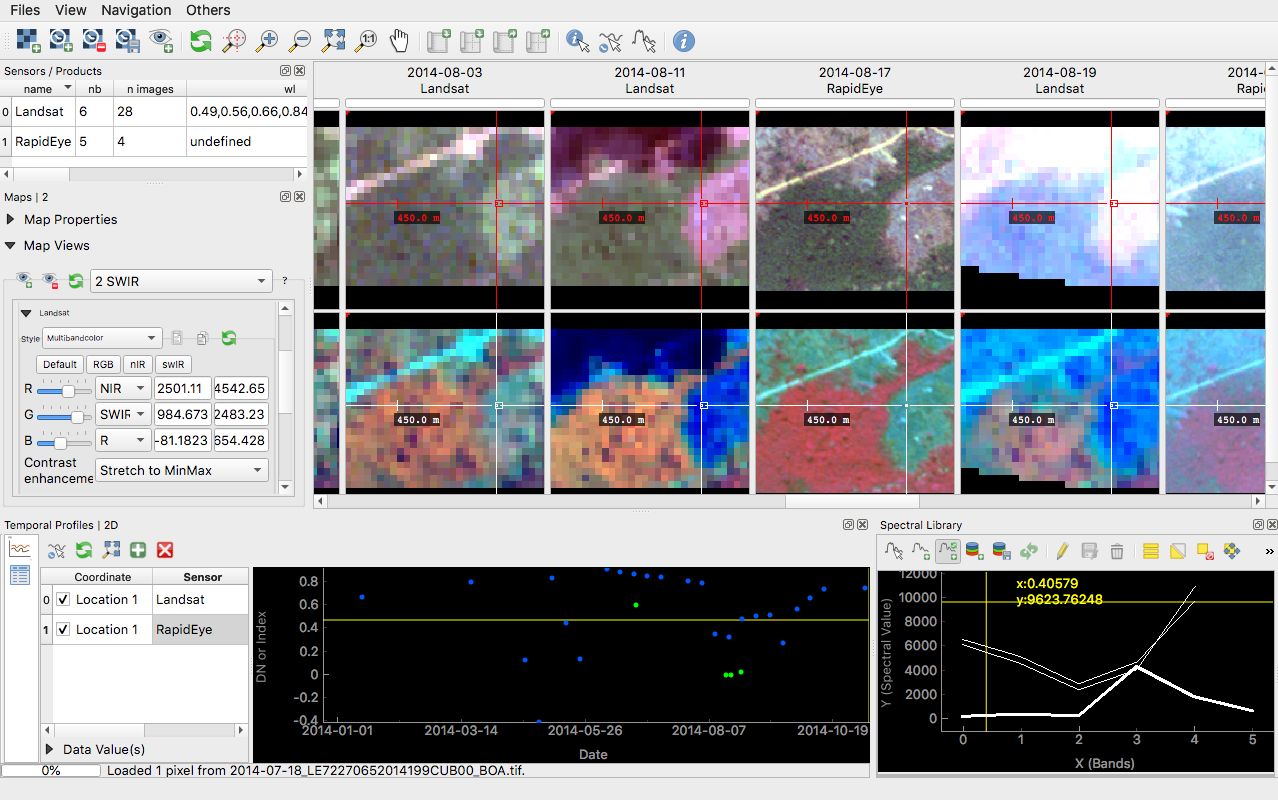 Files View Navigation Others
1:1
Sensors / Products
name nb n images wl
0 Landsat 6 28 0.49,0.56,0.66,0.84
1 RapidEye 5 4 undefined
Maps | 2
Map Properties
Map Views
2 SWIR ?
Landsat
Style Multibandcolor
Default RGB nIR swIR
R NIR 2501.11 4542.65
G SWIR 984.673 2483.23
B R -81.1823 654.428
Contrast
enhanceme Stretch to MinMax
2014-08-03 2014-08-11 2014-08-17 2014-08-19 2014-
Landsat Landsat RapidEye Landsat Rapi
450.0 m 450.0 m 450.0 m 450.0 m 450.0 m
450.0 m 450.0 m 450.0 m 450.0 m 450.0 m
Temporal Profiles | 2D
Coordinate Sensor
0 Location 1 Landsat
1 Location 1 RapidEye
Data Value(s)
DN or Index
0.8
0.6
0.4
0.2
0
-0.2
-0.4
2014-01-01 2014-03-14 2014-05-26 2014-08-07 2014-10-19
Date
Spectral Library
»
x:0.40579
y:9623.76248
Y (Spectral Value)
12000
10000
8000
6000
4000
2000
0
0 1 2 3 4 5
X (Bands)
0% Loaded 1 pixel from 2014-07-18_LE72270652014199CUB00_BOA.tif.